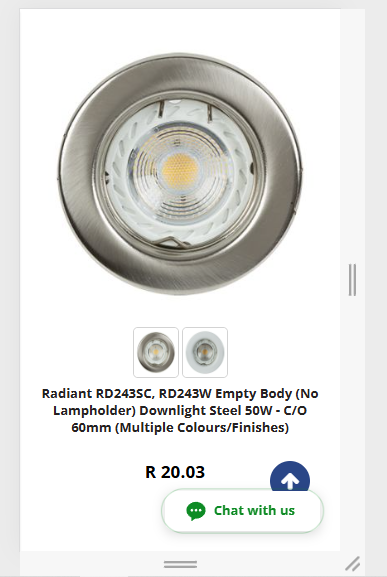 Radiant RD243SC, RD243W Empty Body (No
Lampholder) Downlight Steel 50W - C/O
60mm (Multiple Colours/Finishes)
R 20.03
Chat with us